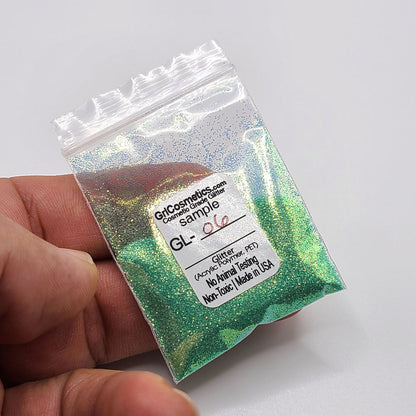 GrlCosmetics.com
Cosmetic Grade Glitter
sample
GL- 06
Glitter
(Acrylic Polymer, PET)
No Animal Testing
Non-Toxic | Made in USA